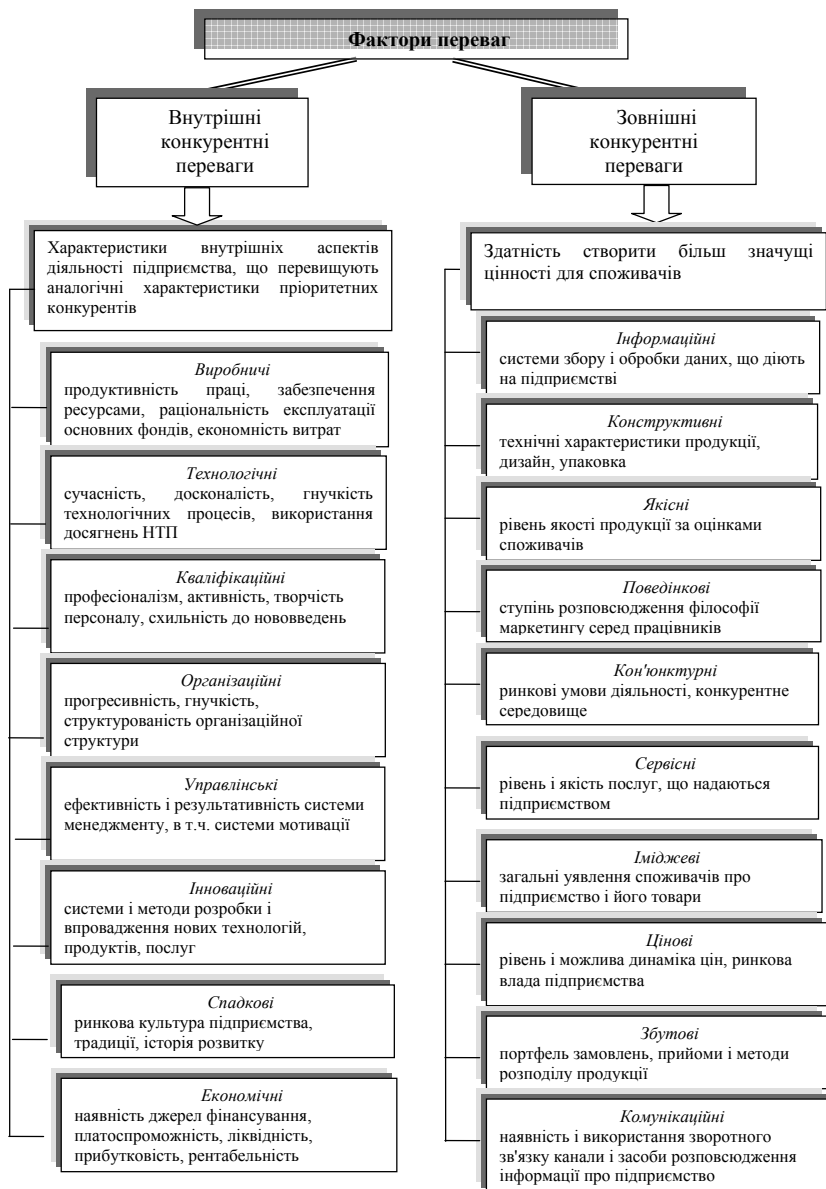 Фактори переваг
Внутрішні
конкурентні
переваги
Характеристики внутрішніх аспектів
діяльності підприємства, що перевищують
аналогічні характеристики пріоритетних
конкурентів
Виробничі
продуктивність праці, забезпечення
ресурсами, раціональність експлуатації
основних фондів, економність витрат
Технологічні
сучасність, досконалість, гнучкість
технологічних процесів, використання
досягнень НТП
Кваліфікаційні
професіоналізм, активність, творчість
персоналу, схильність до нововведень
Організаційні
прогресивність, гнучкість,
структурованість організаційної
структури
Управлінські
ефективність і результативність системи
менеджменту, в т.ч. системи мотивації
Інноваційні
системи і методи розробки і
впровадження нових технологій,
продуктів, послуг
Спадкові
ринкова культура підприємства,
традиції, історія розвитку
Економічні
наявність джерел фінансування,
платоспроможність, ліквідність,
прибутковість, рентабельність
Зовнішні
конкурентні
переваги
Здатність створити більш значущі
цінності для споживачів
Інформаційні
системи збору і обробки даних, що діють
на підприємстві
Конструктивні
технічні характеристики продукції,
дизайн, упаковка
Якісні
рівень якості продукції за оцінками
споживачів
Поведінкові
ступінь розповсюдження філософії
маркетингу серед працівників
Кон'юнктурні
ринкові умови діяльності, конкурентне
середовище
Сервісні
рівень і якість послуг, що надаються
підприємством
Іміджеві
загальні уявлення споживачів про
підприємство і його товари
Цінові
рівень і можлива динаміка цін, ринкова
влада підприємства
Збутові
портфель замовлень, прийоми і методи
розподілу продукції
Комунікаційні
наявність і використання зворотного
зв'язку канали і засоби розповсюдження
інформації про підприємство